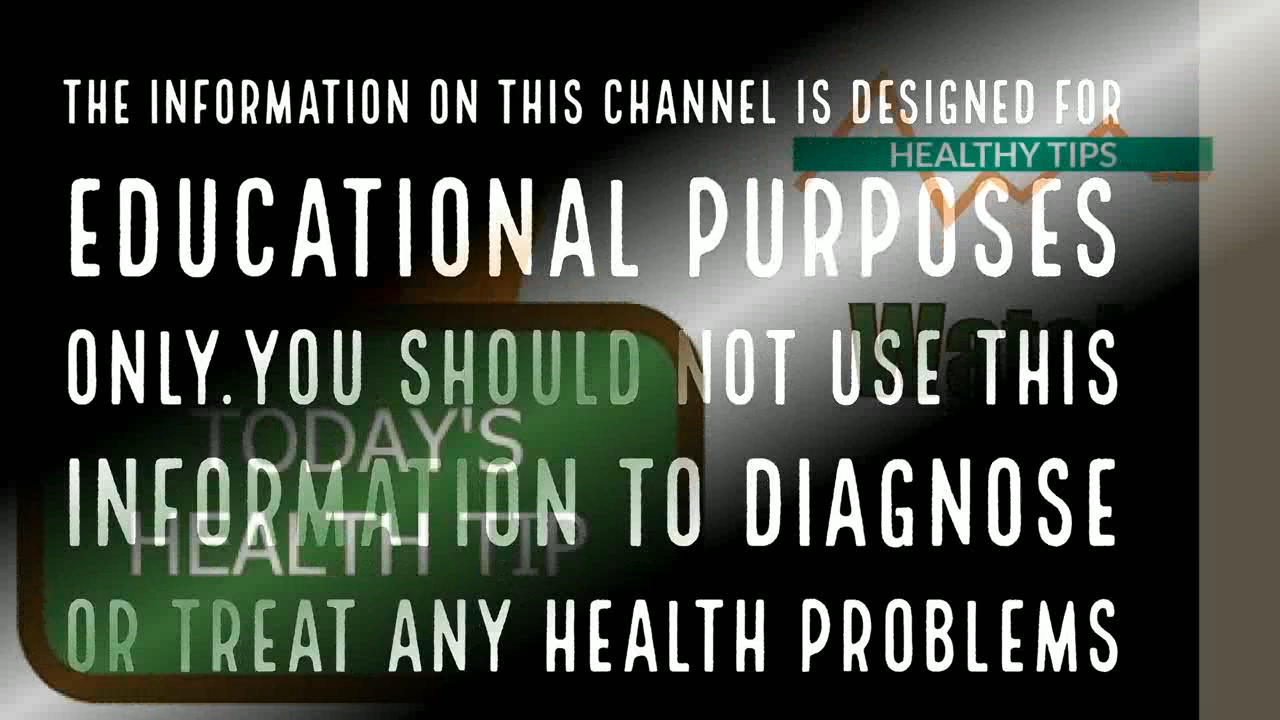 THE INFORMATION ON THIS CHANNEL IS DESIGNED FOR
HEALTHY TIPS
EDUCATIONAL PURPOSES
ONLY.YOU SHOULD NOT USE THIS
TODAY'S
INFORMATION TO DIAGNOSE
HEALTH TIP
OR TREAT ANY HEALTH PROBLEMS